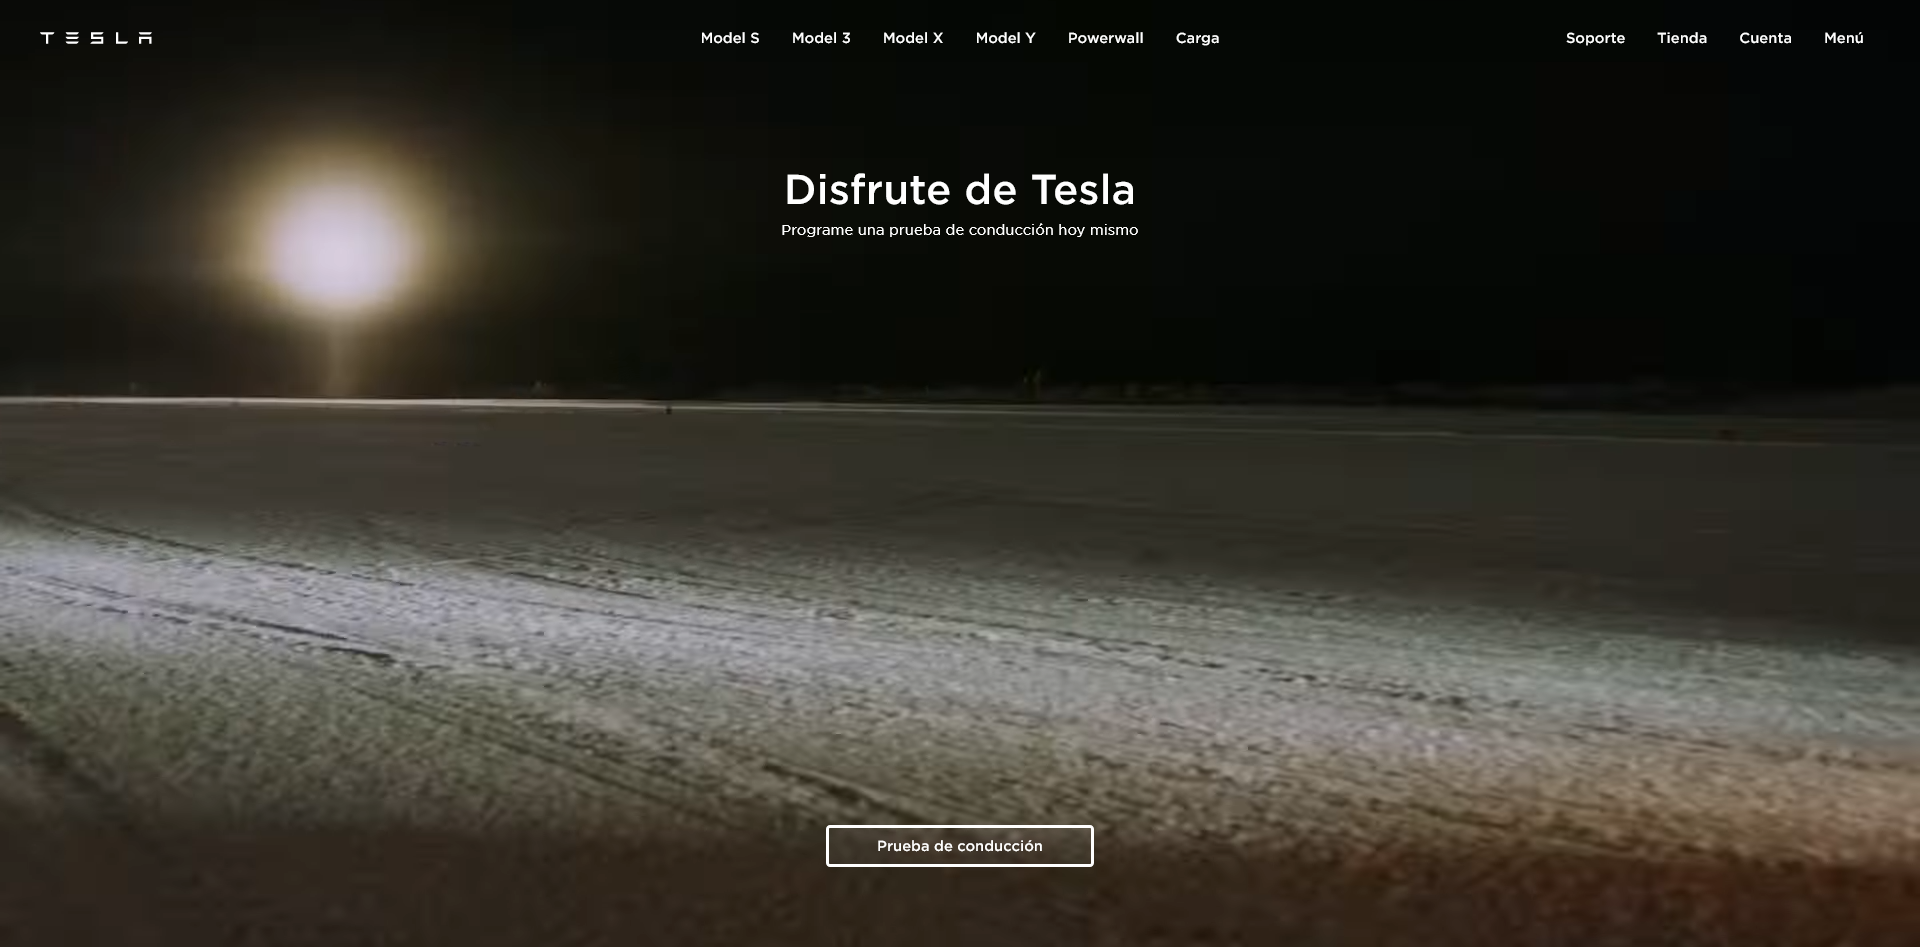 TESLA
Model S
Model 3
Model X
Model Y
Powerwall
Carga
Soporte
Tienda
Cuenta
Menú
Disfrute de Tesla
Programe una prueba de conducción hoy mismo
Prueba de conducción